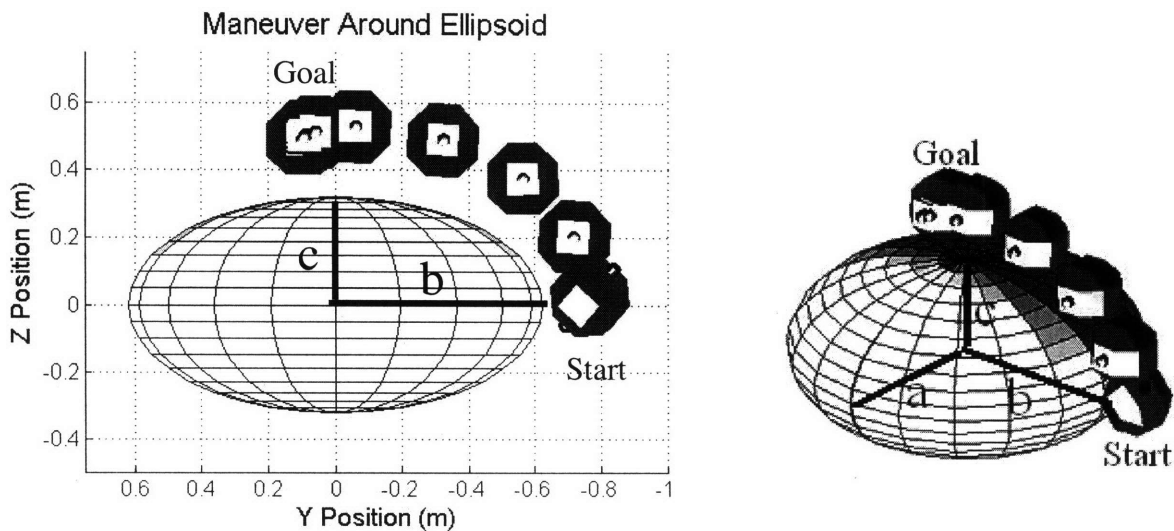 Maneuver Around Ellipsoid
Goal
0.6
0.4
0.2
0
-0.2
-0.4
Z Position (m)
c
b
Start
0.6 0.4 0.2 0 -0.2 -0.4 -0.6 -0.8 -1
Y Position (m)
Goal
c
a
b
Start